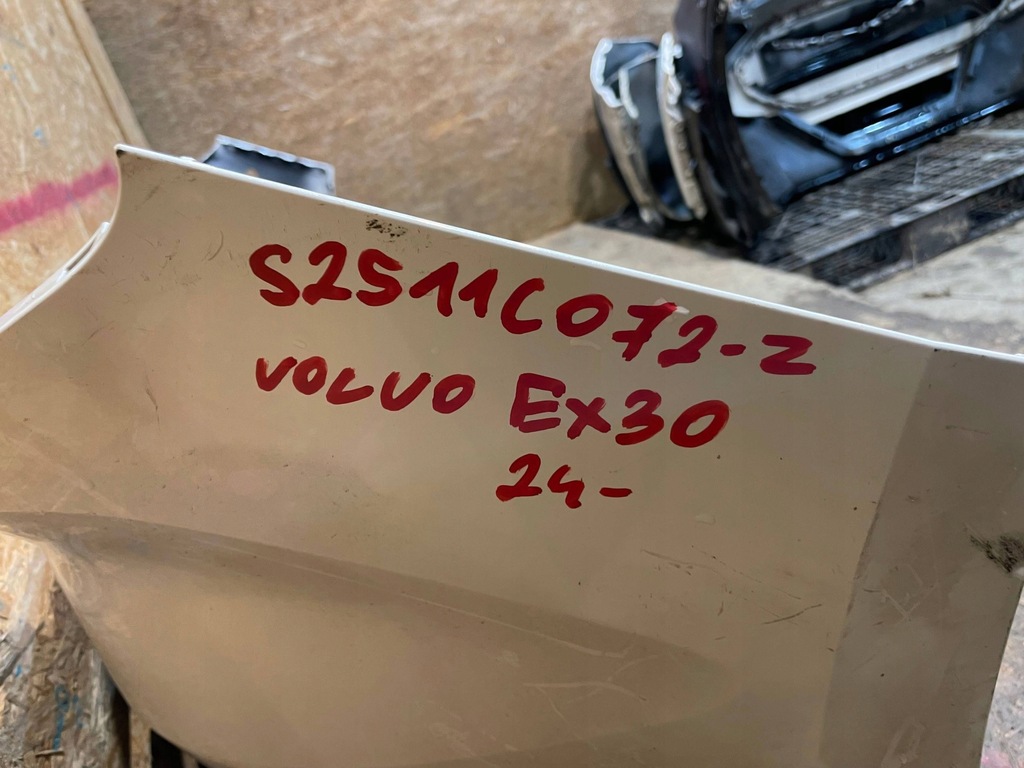 S2511C072-Z
VOLVO Ex30
24-